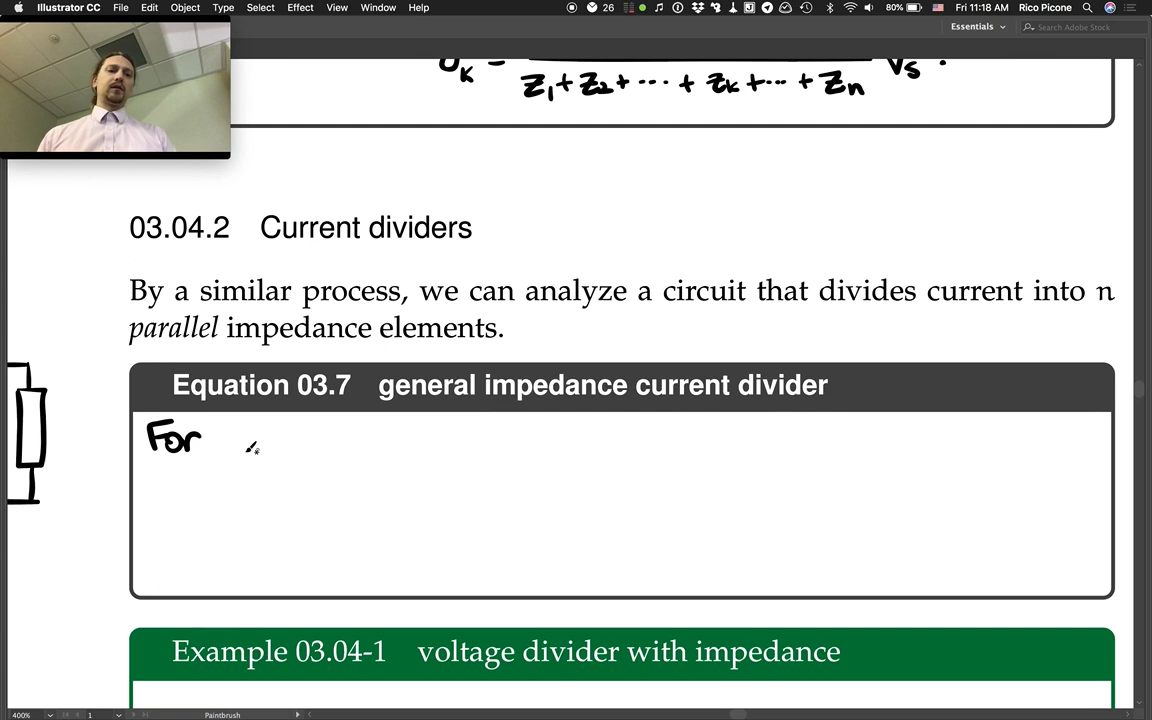 Illustrator CC File Edit Object Type Select Effect View Window Help 26 80% Fri 11:18 AM Rico Picone
Essentials Search Adobe Stock
= Vs .
Z1 + Z2 + ··· + Zk + ··· + Zn
03.04.2 Current dividers
By a similar process, we can analyze a circuit that divides current into n
parallel impedance elements.
Equation 03.7 general impedance current divider
For
Example 03.04-1 voltage divider with impedance
400% 1 Paintbrush